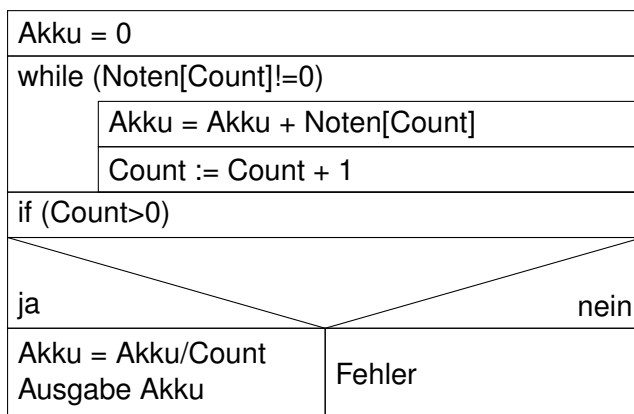 Akku = 0
while (Noten[Count]!=0)
Akku = Akku + Noten[Count]
Count := Count + 1
if (Count>0)
ja
nein
Akku = Akku/Count
Ausgabe Akku
Fehler